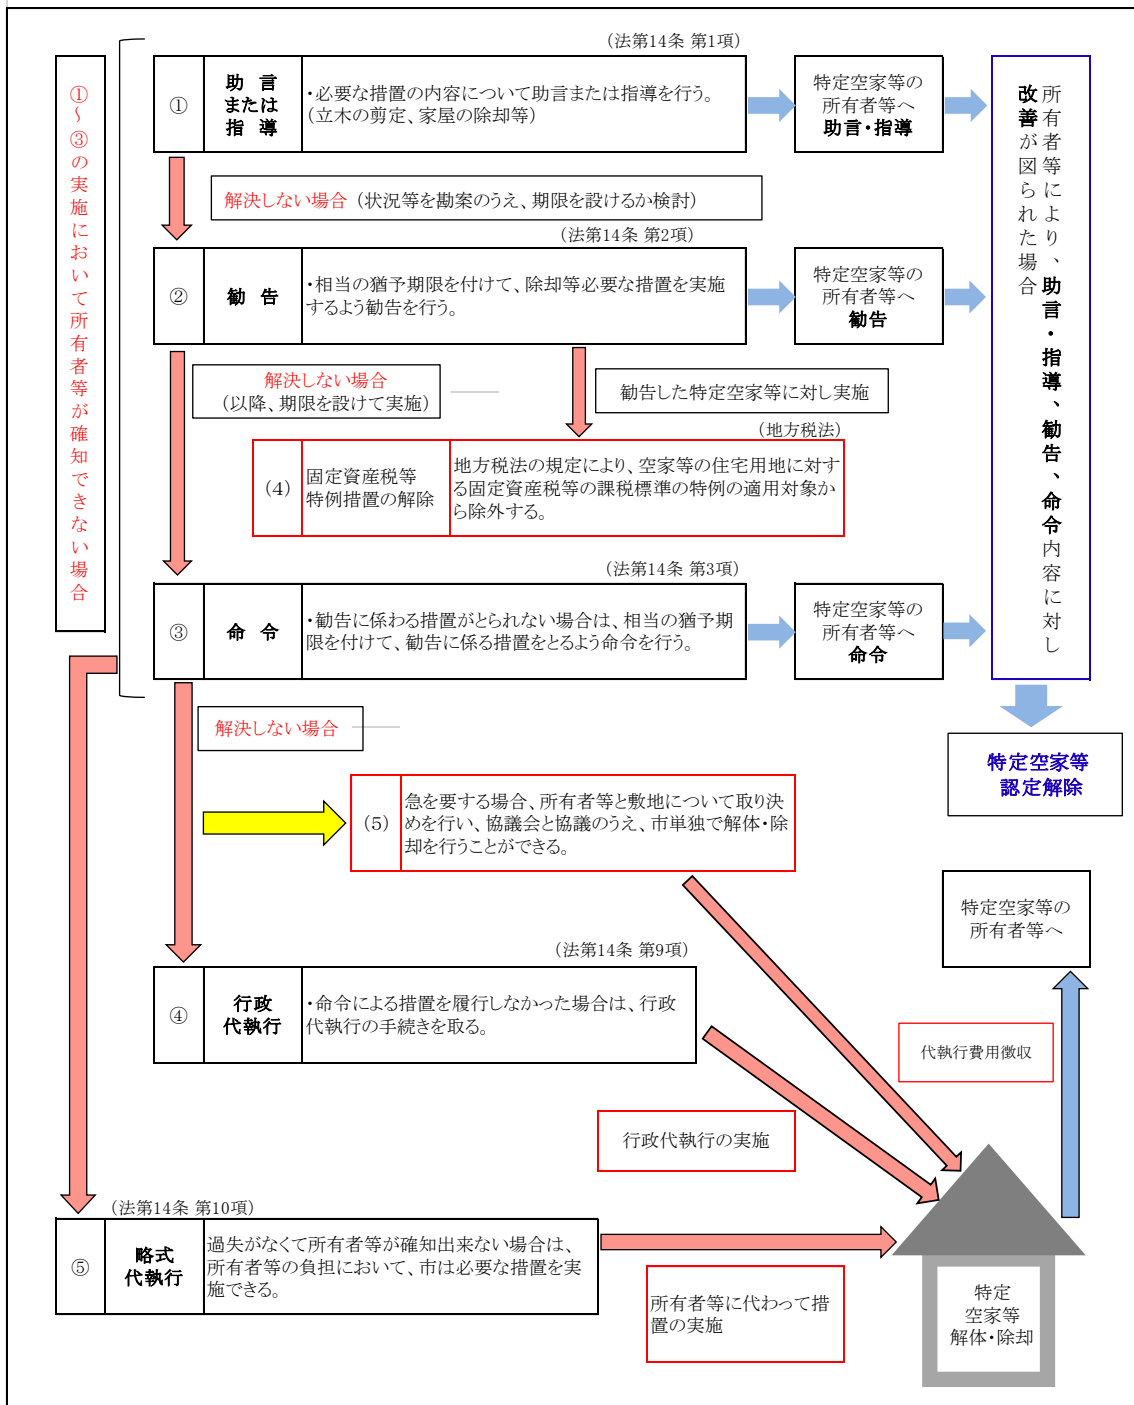 ①～③の実施において所有者等が確知できない場合
(法第14条 第1項)
①
助 言
または
指 導
・必要な措置の内容について助言または指導を行う。
(立木の剪定、家屋の除却等)
特定空家等の
所有者等へ
助言・指導
解決しない場合 (状況等を勘案のうえ、期限を設けるか検討)
(法第14条 第2項)
②
勧 告
・相当の猶予期限を付けて、除却等必要な措置を実施
するよう勧告を行う。
特定空家等の
所有者等へ
勧告
解決しない場合
(以降、期限を設けて実施)
勧告した特定空家等に対し実施
(地方税法)
(4)
固定資産税等
特例措置の解除
地方税法の規定により、空家等の住宅用地に対す
る固定資産税等の課税標準の特例の適用対象か
ら除外する。
(法第14条 第3項)
③
命 令
・勧告に係わる措置がとられない場合は、相当の猶予期
限を付けて、勧告に係る措置をとるよう命令を行う。
特定空家等の
所有者等へ
命令
所有者等により、助言・指導、勧告、命令内容に対し
改善が図られた場合
特定空家等
認定解除
解決しない場合
(5)
急を要する場合、所有者等と敷地について取り決
めを行い、協議会と協議のうえ、市単独で解体・除
却を行うことができる。
特定空家等の
所有者等へ
(法第14条 第9項)
④
行政
代執行
・命令による措置を履行しなかった場合は、行政
代執行の手続きを取る。
代執行費用徴収
行政代執行の実施
(法第14条 第10項)
⑤
略式
代執行
過失がなくて所有者等が確知出来ない場合は、
所有者等の負担において、市は必要な措置を実
施できる。
所有者等に代わって措
置の実施
特定
空家等
解体・除却